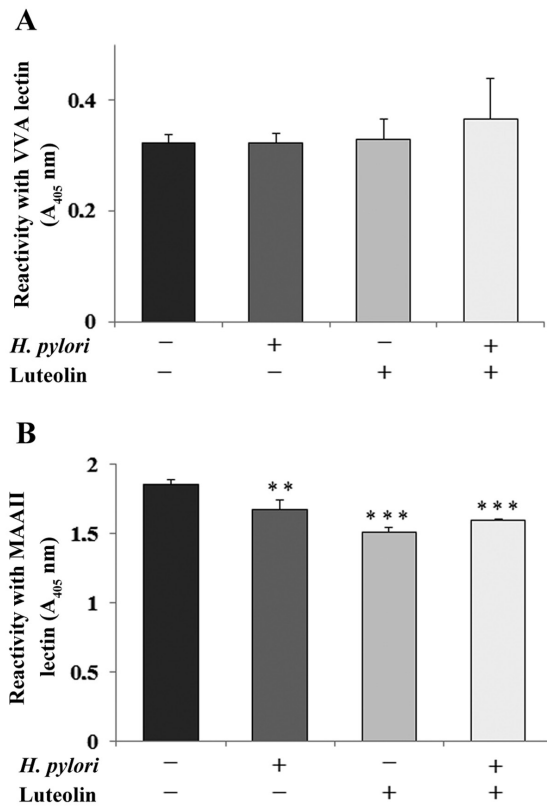 A
Reactivity with VVA lectin
(A405 nm)
0.4
0.2
0
H. pylori − + − +
Luteolin − − + +
B
Reactivity with MAAII
lectin (A405 nm)
2
1.5
1
0.5
0
** *** ***
H. pylori − + − +
Luteolin − − + +